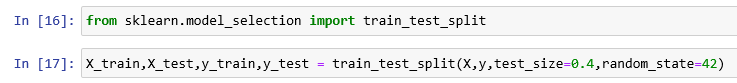 In [16]: from sklearn.model_selection import train_test_split
In [17]: X_train,X_test,y_train,y_test = train_test_split(X,y,test_size=0.4,random_state=42)